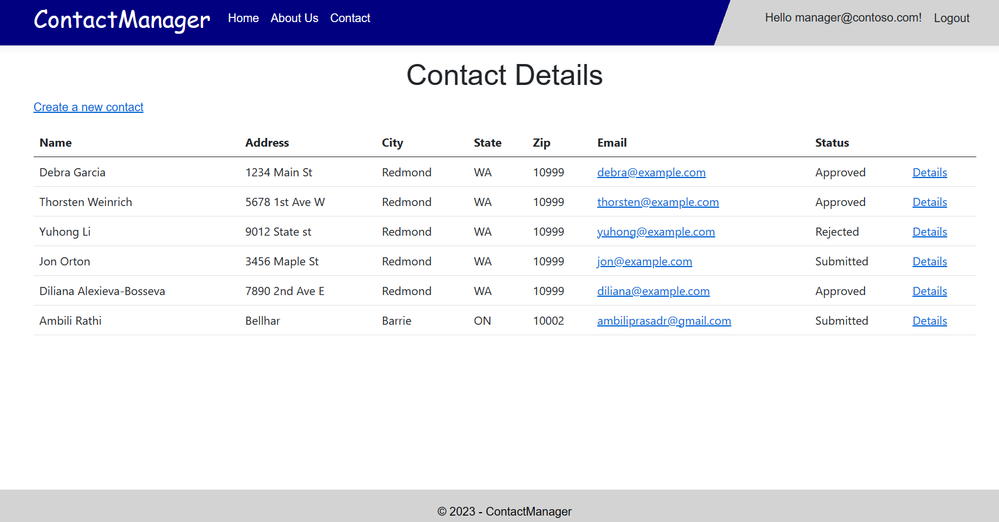 ContactManager Home About Us Contact Hello manager@contoso.com! Logout
Contact Details
Create a new contact
Name Address City State Zip Email Status
Debra Garcia 1234 Main St Redmond WA 10999 debra@example.com Approved Details
Thorsten Weinrich 5678 1st Ave W Redmond WA 10999 thorsten@example.com Approved Details
Yuhong Li 9012 State st Redmond WA 10999 yuhong@example.com Rejected Details
Jon Orton 3456 Maple St Redmond WA 10999 jon@example.com Submitted Details
Diliana Alexieva-Bosseva 7890 2nd Ave E Redmond WA 10999 diliana@example.com Approved Details
Ambili Rathi Bellhar Barrie ON 10002 ambiliprasadr@gmail.com Submitted Details
© 2023 - ContactManager